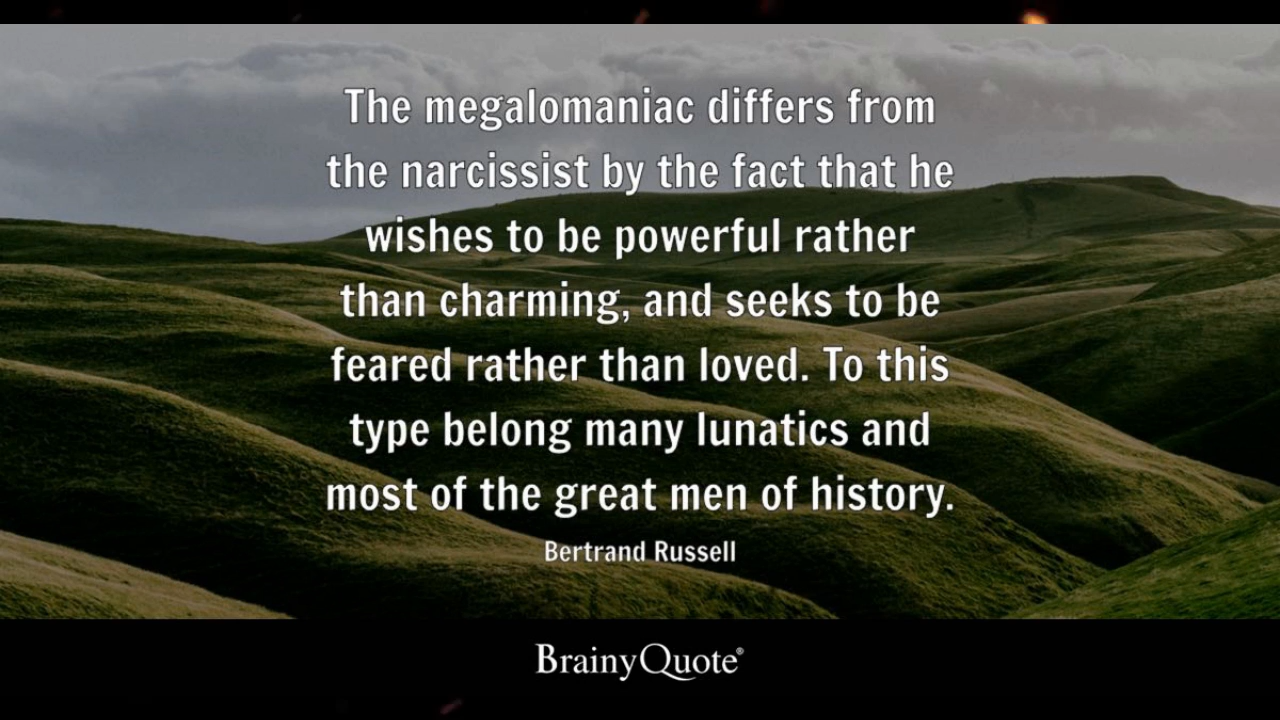 The megalomaniac differs from
the narcissist by the fact that he
wishes to be powerful rather
than charming, and seeks to be
feared rather than loved. To this
type belong many lunatics and
most of the great men of history.
Bertrand Russell
BrainyQuote®